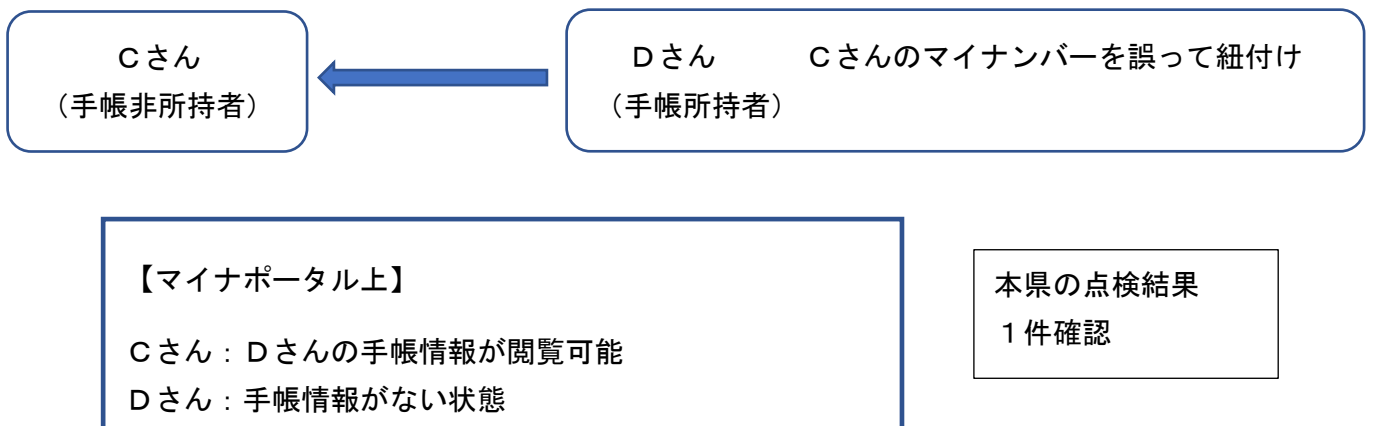 Cさん
(手帳非所持者)
Dさん　　Cさんのマイナンバーを誤って紐付け
(手帳所持者)
【マイナポータル上】
Cさん：Dさんの手帳情報が閲覧可能
Dさん：手帳情報がない状態
本県の点検結果
１件確認